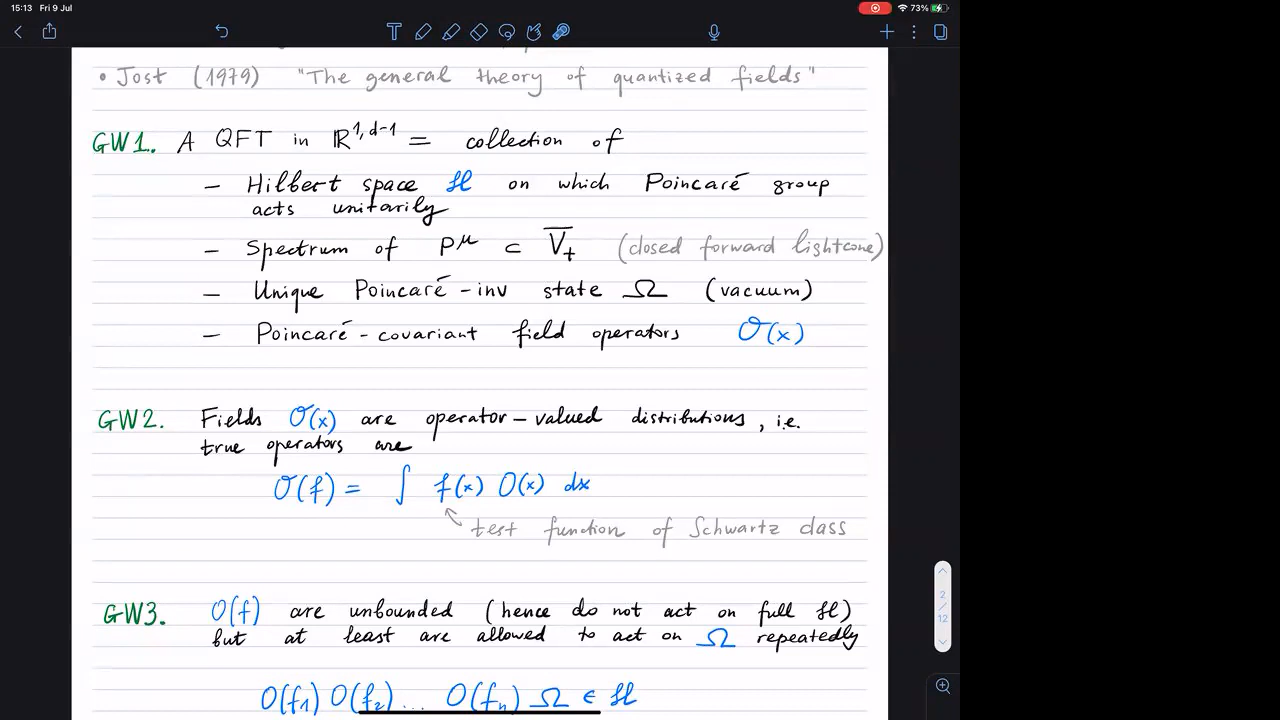 15:13 Fri 9 Jul
73%
• Jost (1979) "The general theory of quantized fields"
GW1. A QFT in ℝ^{1,d-1} = collection of
– Hilbert space ℋ on which Poincaré group
acts unitarily
– Spectrum of P^μ ⊂ V̅₊ (closed forward lightcone)
– Unique Poincaré-inv state Ω (vacuum)
– Poincaré-covariant field operators O(x)
GW2. Fields O(x) are operator-valued distributions, i.e.
true operators are
O(f) = ∫ f(x) O(x) dx
test function of Schwartz class
GW3. O(f) are unbounded (hence do not act on full ℋ)
but at least are allowed to act on Ω repeatedly
O(f₁) O(f₂) ... O(fₙ) Ω ∈ ℋ
2
/
12